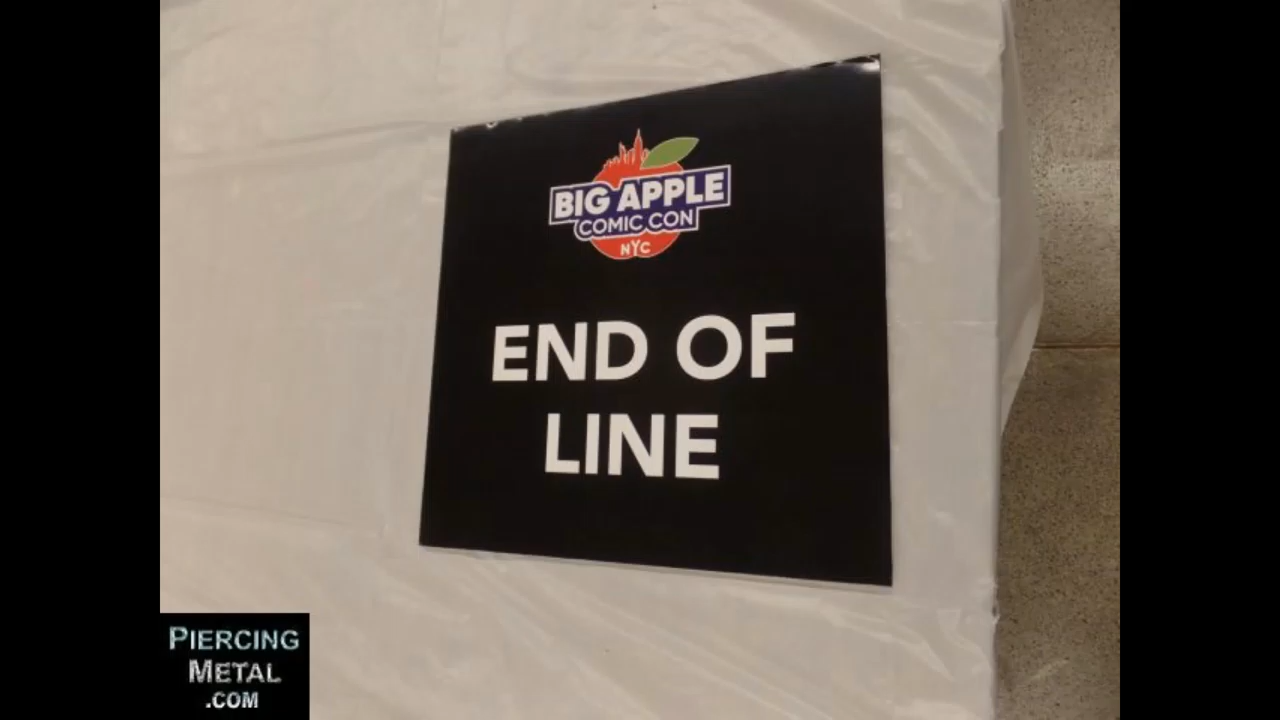 BIG APPLE
COMIC CON
NYC
END OF
LINE
PIERCING
METAL
.COM